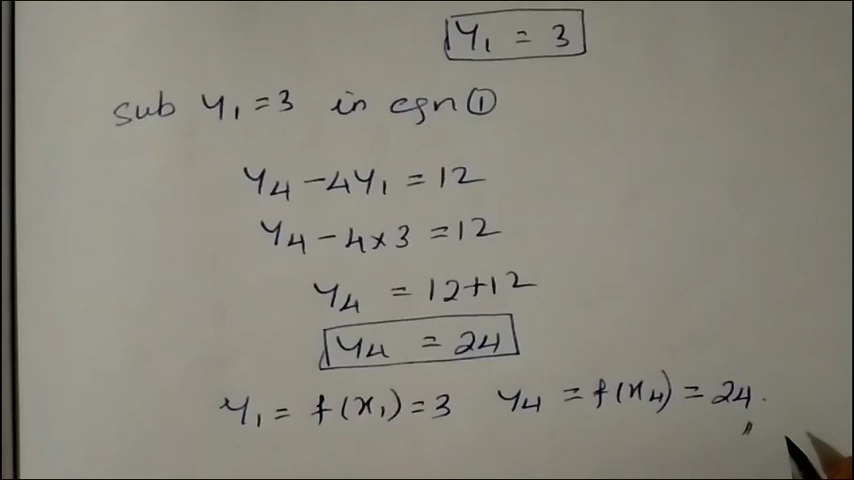 Y₁ = 3
Sub Y₁ = 3 in eqn ①
Y₄ - 4Y₁ = 12
Y₄ - 4 × 3 = 12
Y₄ = 12 + 12
Y₄ = 24
Y₁ = f(x₁) = 3 Y₄ = f(x₄) = 24.